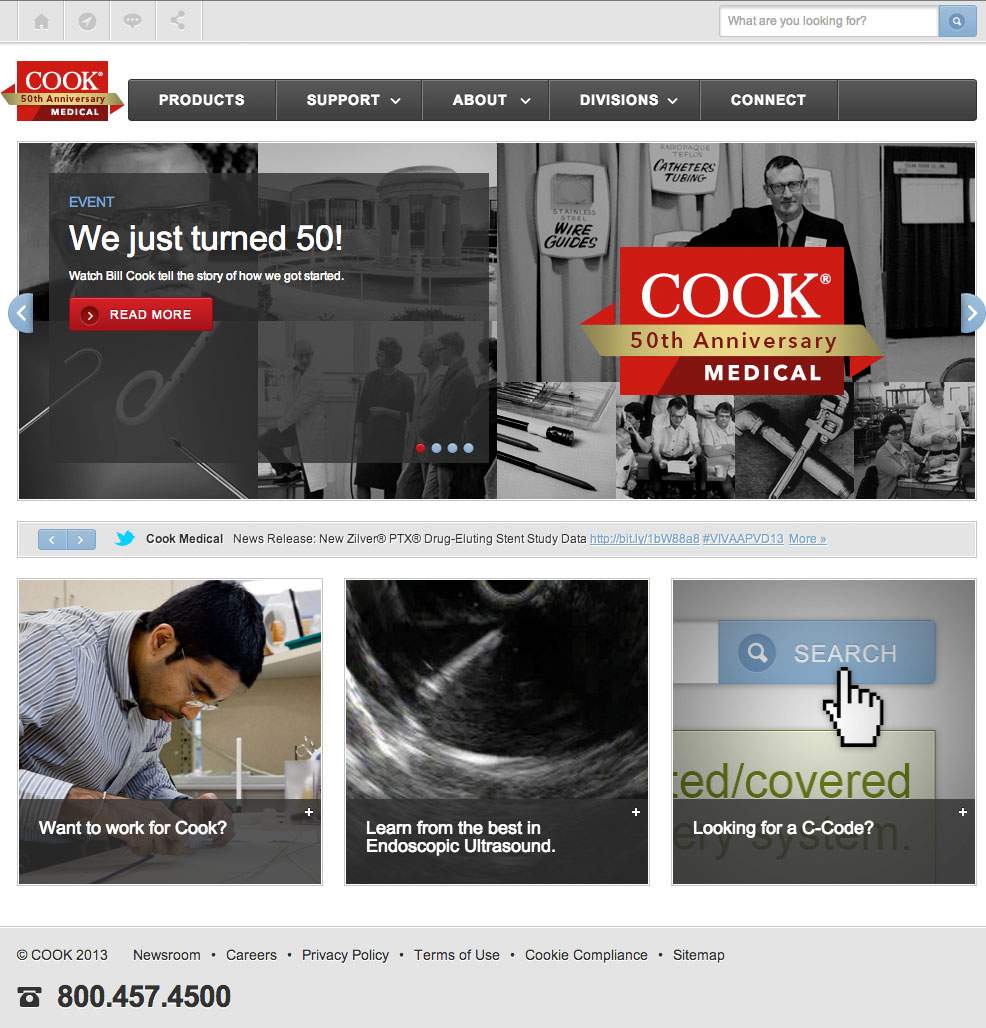 What are you looking for?
COOK®
50th Anniversary
MEDICAL
PRODUCTS
SUPPORT
ABOUT
DIVISIONS
CONNECT
EVENT
We just turned 50!
Watch Bill Cook tell the story of how we got started.
READ MORE
RADIOPAQUE
TEFLON
CATHETERS
TUBING
STAINLESS
STEEL
WIRE
GUIDES
COOK®
50th Anniversary
MEDICAL
Cook Medical News Release: New Zilver® PTX® Drug-Eluting Stent Study Data http://bit.ly/1bW88a8 #VIVAAPVD13 More »
Want to work for Cook?
Learn from the best in
Endoscopic Ultrasound.
SEARCH
ted/covered
ery system.
Looking for a C-Code?
© COOK 2013 Newsroom • Careers • Privacy Policy • Terms of Use • Cookie Compliance • Sitemap
800.457.4500